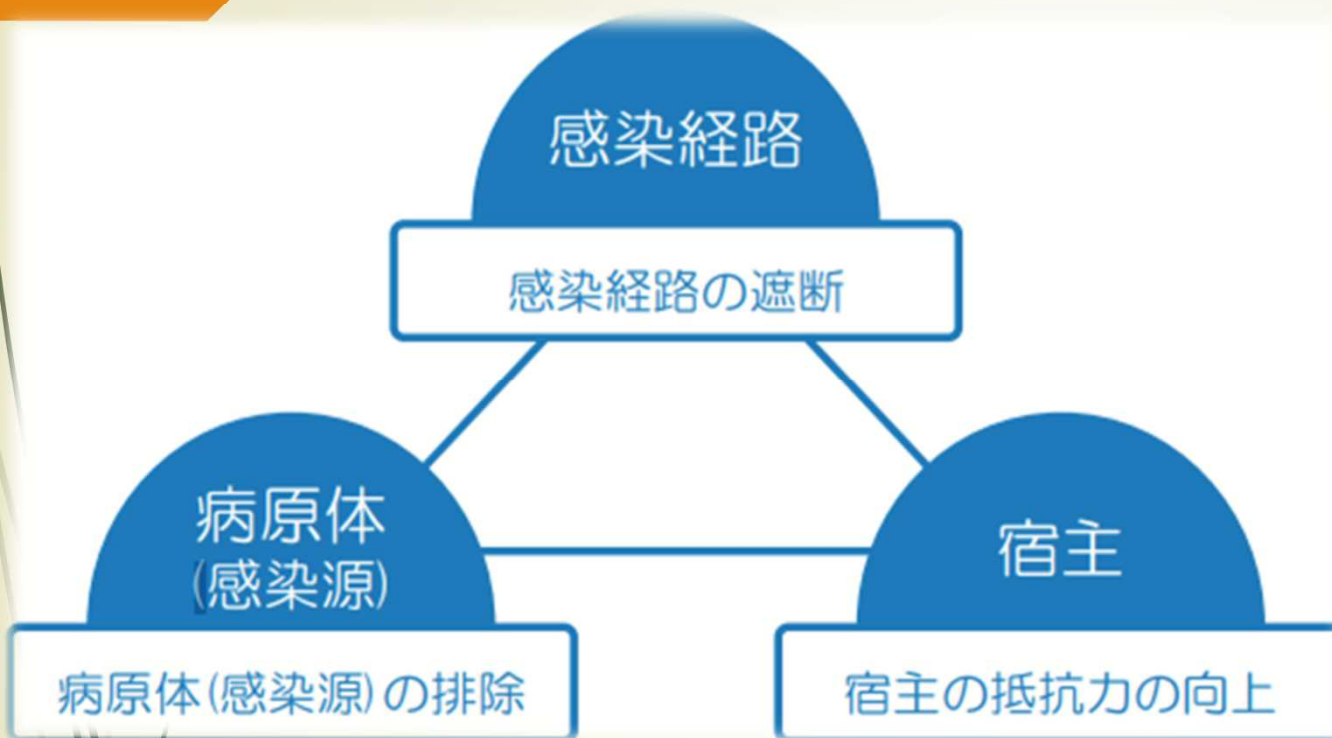 感染経路
感染経路の遮断
病原体
(感染源)
病原体(感染源)の排除
宿主
宿主の抵抗力の向上